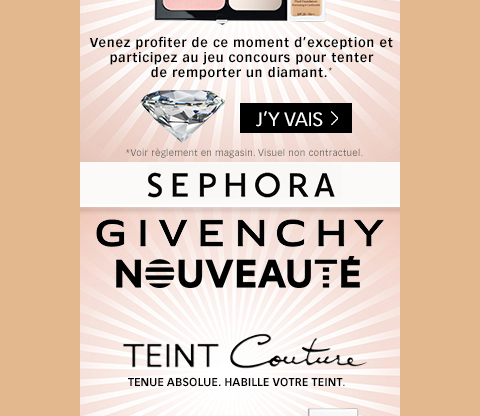 Venez profiter de ce moment d'exception et
participez au jeu concours pour tenter
de remporter un diamant.*
J'Y VAIS >
*Voir règlement en magasin. Visuel non contractuel.
SEPHORA
GIVENCHY
NOUVEAUTÉ
TEINT Couture
TENUE ABSOLUE. HABILLE VOTRE TEINT.